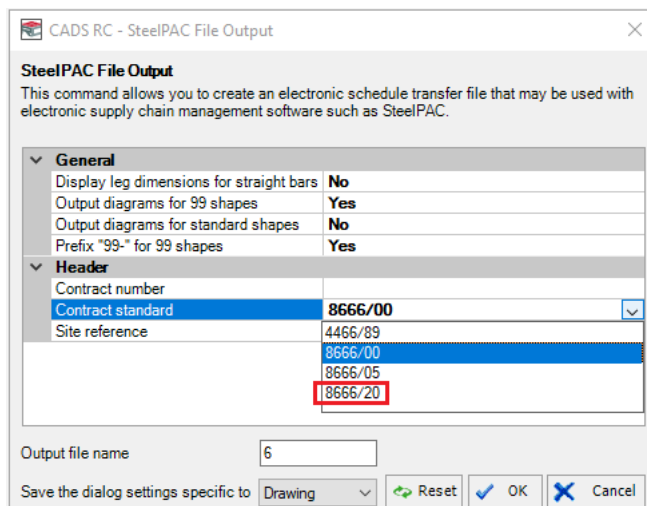 CADS RC - SteelPAC File Output
SteelPAC File Output
This command allows you to create an electronic schedule transfer file that may be used with
electronic supply chain management software such as SteelPAC.
General
Display leg dimensions for straight bars No
Output diagrams for 99 shapes Yes
Output diagrams for standard shapes No
Prefix "99-" for 99 shapes Yes
Header
Contract number
Contract standard 8666/00
Site reference
4466/89
8666/00
8666/05
8666/20
Output file name 6
Save the dialog settings specific to Drawing Reset OK Cancel